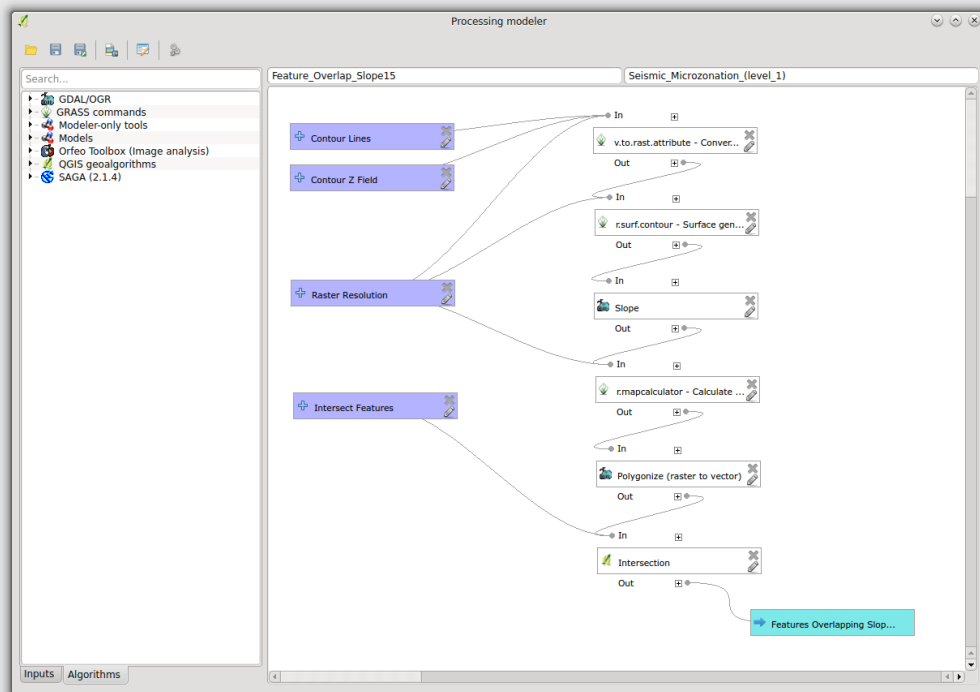 Processing modeler
Search...
GDAL/OGR
GRASS commands
Modeler-only tools
Models
Orfeo Toolbox (Image analysis)
QGIS geoalgorithms
SAGA (2.1.4)
Inputs
Algorithms
Feature_Overlap_Slope15
Seismic_Microzonation_(level_1)
Contour Lines
Contour Z Field
Raster Resolution
Intersect Features
In
v.to.rast.attribute - Conver...
Out
In
r.surf.contour - Surface gen...
Out
In
Slope
Out
In
r.mapcalculator - Calculate ...
Out
In
Polygonize (raster to vector)
Out
In
Intersection
Out
Features Overlapping Slop...